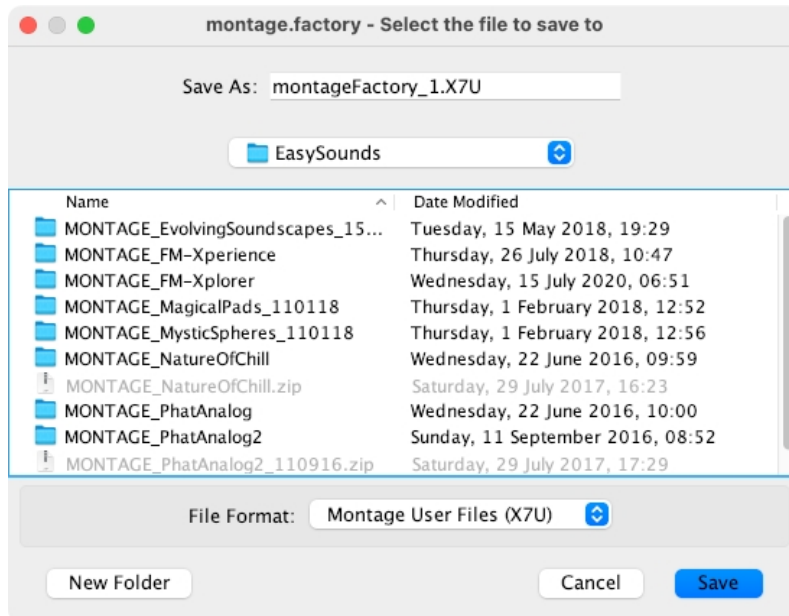 montage.factory - Select the file to save to
Save As: montageFactory_1.X7U
EasySounds
Name Date Modified
MONTAGE_EvolvingSoundscapes_15... Tuesday, 15 May 2018, 19:29
MONTAGE_FM-Xperience Thursday, 26 July 2018, 10:47
MONTAGE_FM-Xplorer Wednesday, 15 July 2020, 06:51
MONTAGE_MagicalPads_110118 Thursday, 1 February 2018, 12:52
MONTAGE_MysticSpheres_110118 Thursday, 1 February 2018, 12:56
MONTAGE_NatureOfChill Wednesday, 22 June 2016, 09:59
MONTAGE_NatureOfChill.zip Saturday, 29 July 2017, 16:23
MONTAGE_PhatAnalog Wednesday, 22 June 2016, 10:00
MONTAGE_PhatAnalog2 Sunday, 11 September 2016, 08:52
MONTAGE_PhatAnalog2_110916.zip Saturday, 29 July 2017, 17:29
File Format: Montage User Files (X7U)
New Folder Cancel Save